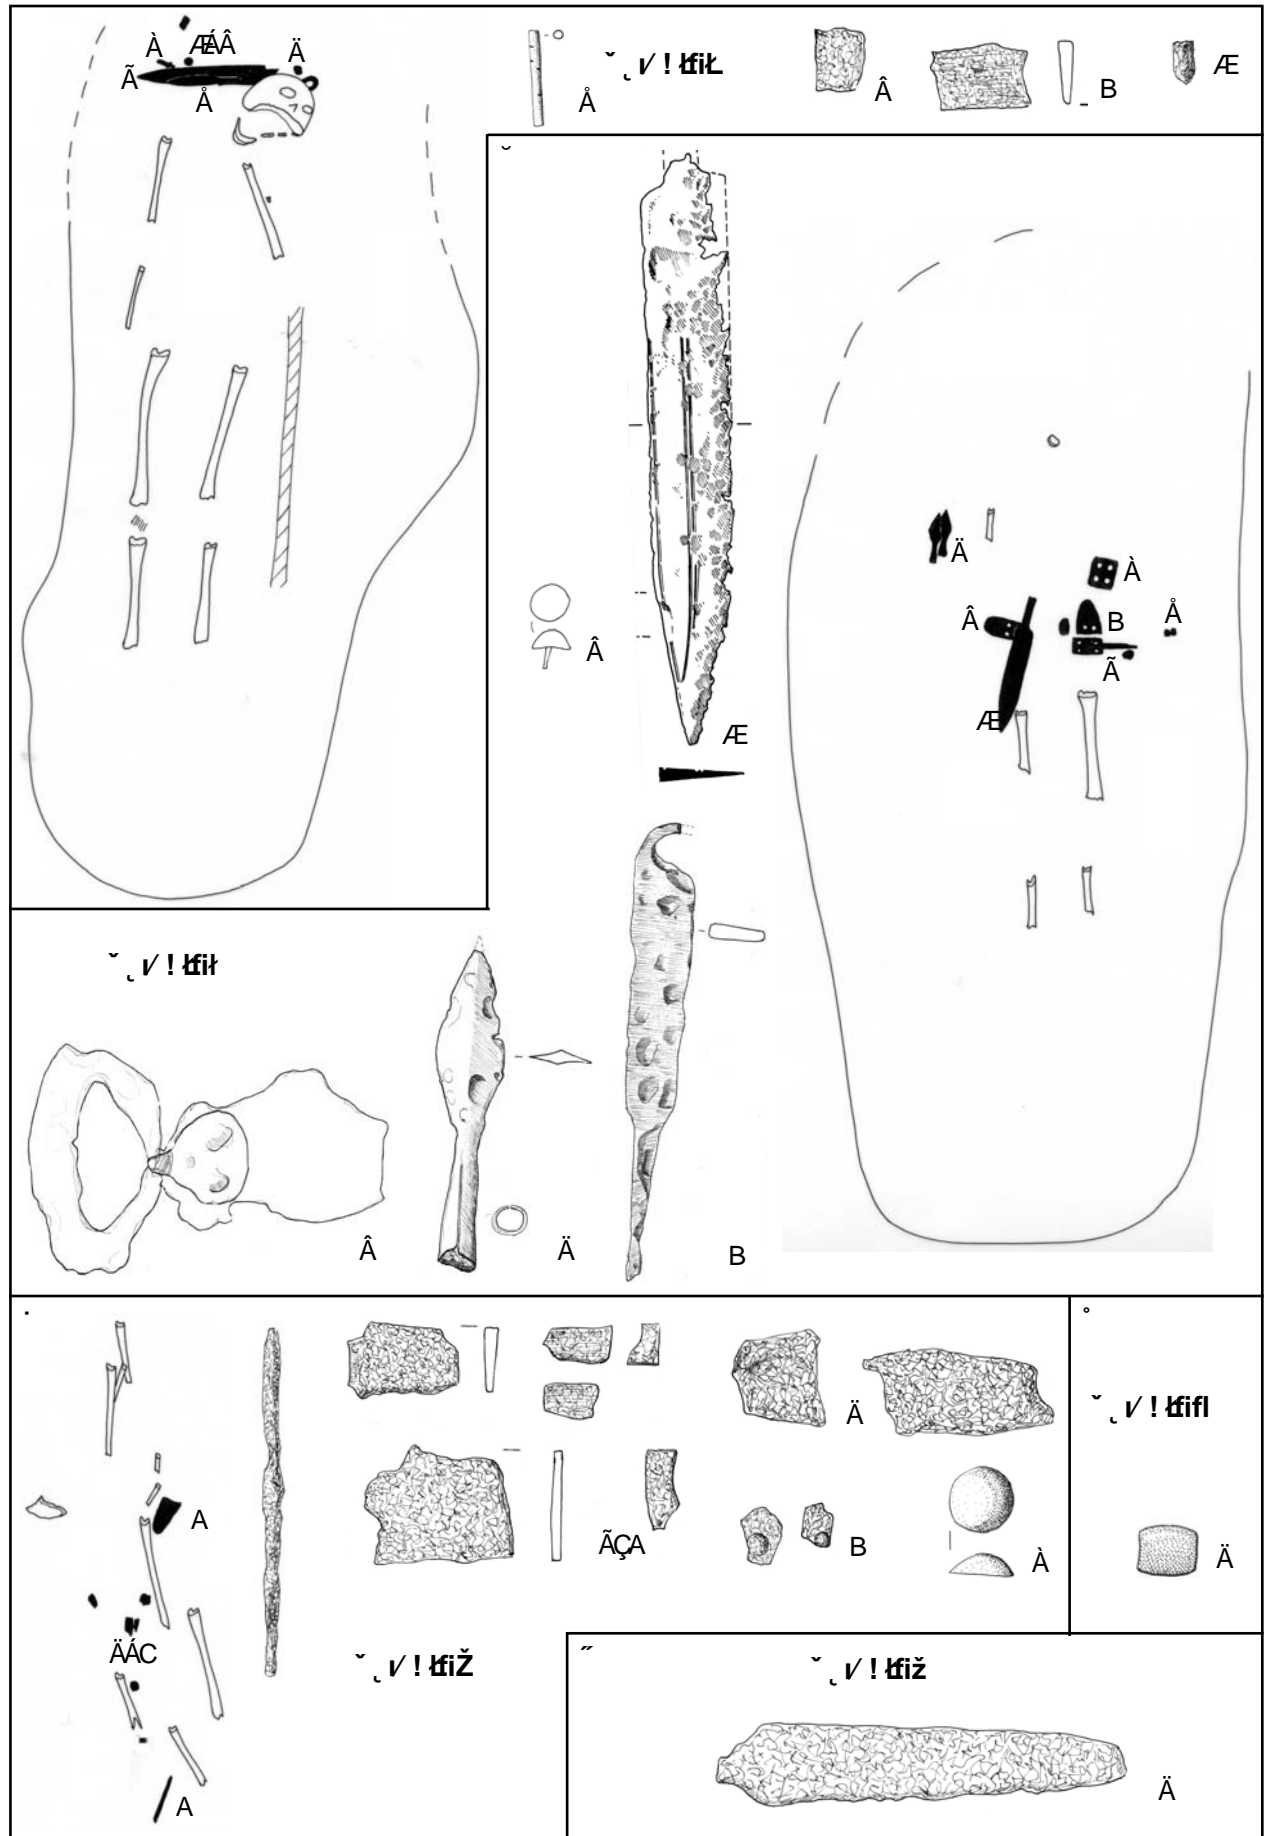 À ÆÁÂ Ä
Ã
Å
Å
ˇ ˛ √ ! ŁfiŁ
Â
B
Æ
˘
Â
Æ
Ä
À
Â
B
Å
Ã
Æ
ˇ ˛ √ ! Łfił
Â
Ä
B
.
A
ÄÁC
A
Ä
ÃÇA
B
À
ˇ ˛ √ ! ŁfiŽ
°
ˇ ˛ √ ! Łfifl
Ä
˝
ˇ ˛ √ ! Łfiž
Ä